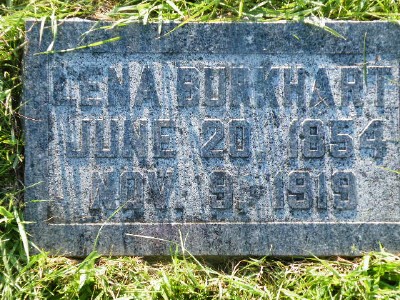 LENA BURKHART
JUNE 20, 1854
NOV. 9, 1919